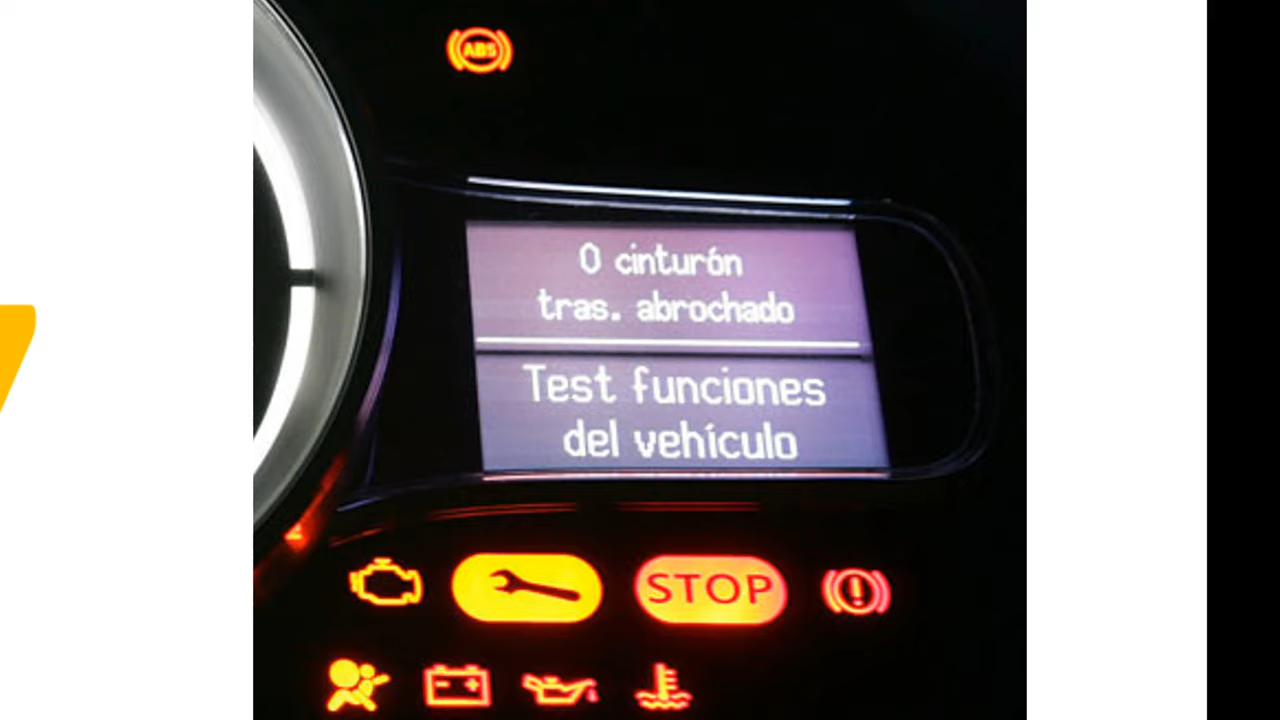 ABS
0 cinturón
tras. abrochado
Test funciones
del vehículo
STOP